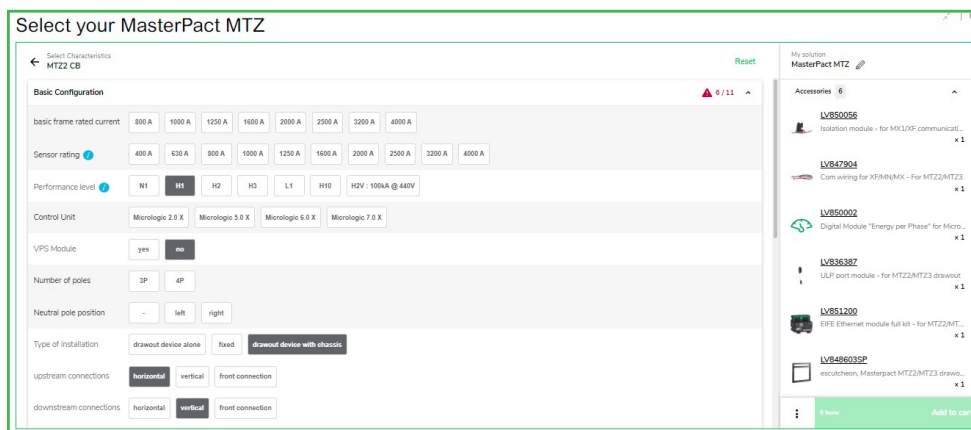 Select your MasterPact MTZ
Select Characteristics
MTZ2 CB
Reset
Basic Configuration
6 / 11
basic frame rated current 800 A 1000 A 1250 A 1600 A 2000 A 2500 A 3200 A 4000 A
Sensor rating i 400 A 630 A 800 A 1000 A 1250 A 1600 A 2000 A 2500 A 3200 A 4000 A
Performance level i N1 H1 H2 H3 L1 H10 H2V : 100kA @ 440V
Control Unit Micrologic 2.0 X Micrologic 5.0 X Micrologic 6.0 X Micrologic 7.0 X
VPS Module yes no
Number of poles 3P 4P
Neutral pole position - left right
Type of installation drawout device alone fixed drawout device with chassis
upstream connections horizontal vertical front connection
downstream connections horizontal vertical front connection
My solution
MasterPact MTZ
Accessories 6
LV850056
Isolation module - for MX1/XF communicati...
x 1
LV847904
Com wiring for XF/MN/MX - For MTZ2/MTZ3
x 1
LV850002
Digital Module "Energy per Phase" for Micro...
x 1
LV836387
ULP port module - for MTZ2/MTZ3 drawout
x 1
LV851200
EIFE Ethernet module full kit - for MTZ2/MT...
x 1
LV848603SP
escutcheon, Masterpact MTZ2/MTZ3 drawo...
x 1
Add to cart